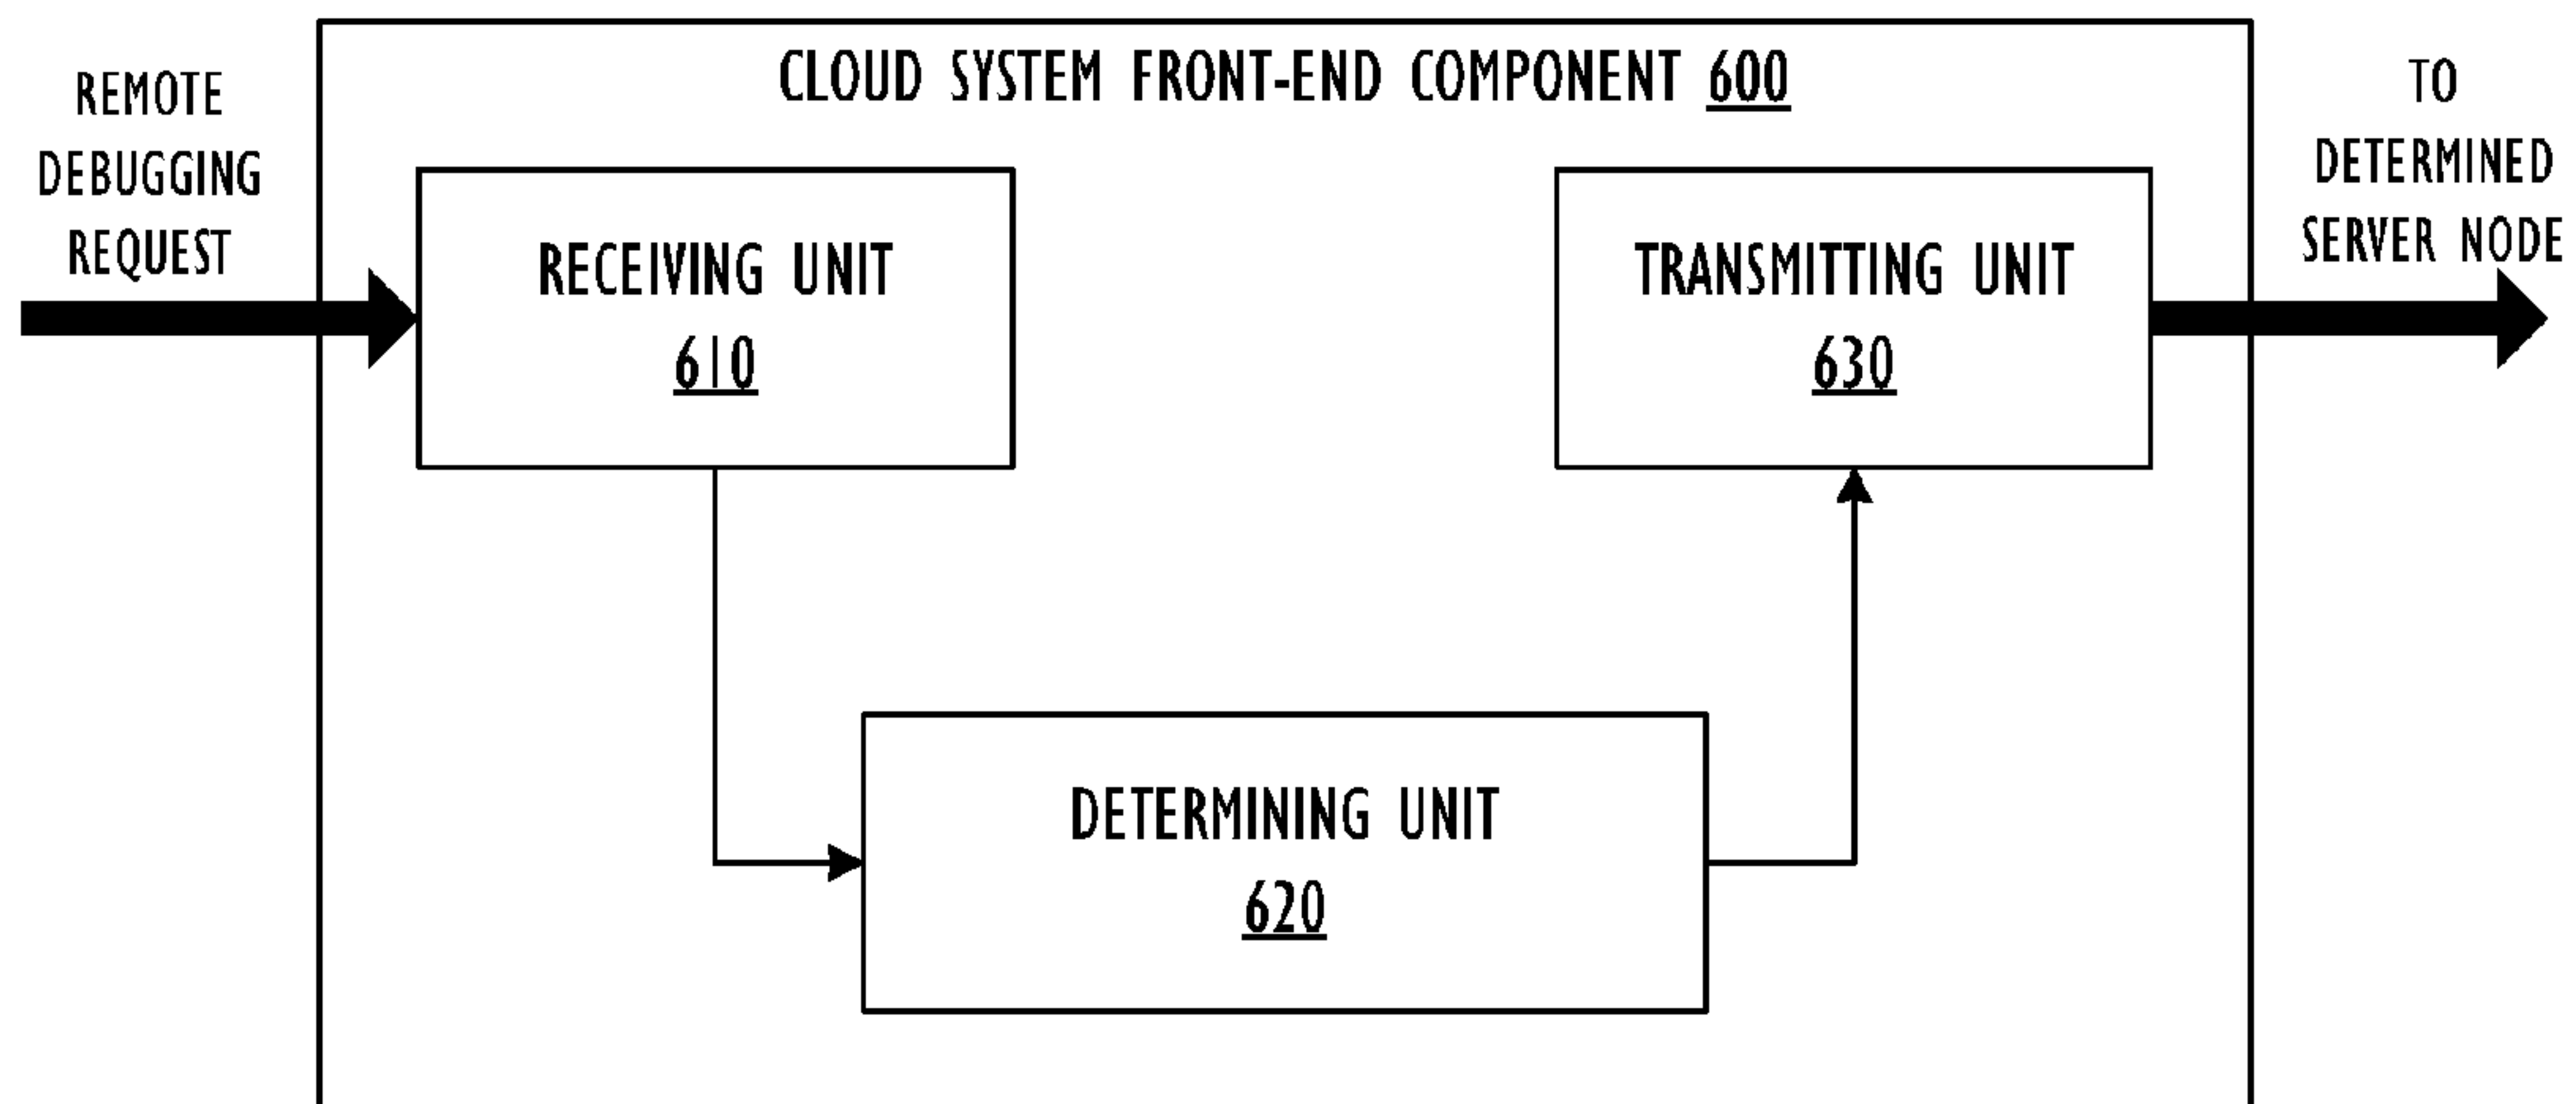 REMOTE
DEBUGGING
REQUEST
CLOUD SYSTEM FRONT-END COMPONENT 600
RECEIVING UNIT
610
TRANSMITTING UNIT
630
TO
DETERMINED
SERVER NODE
DETERMINING UNIT
620